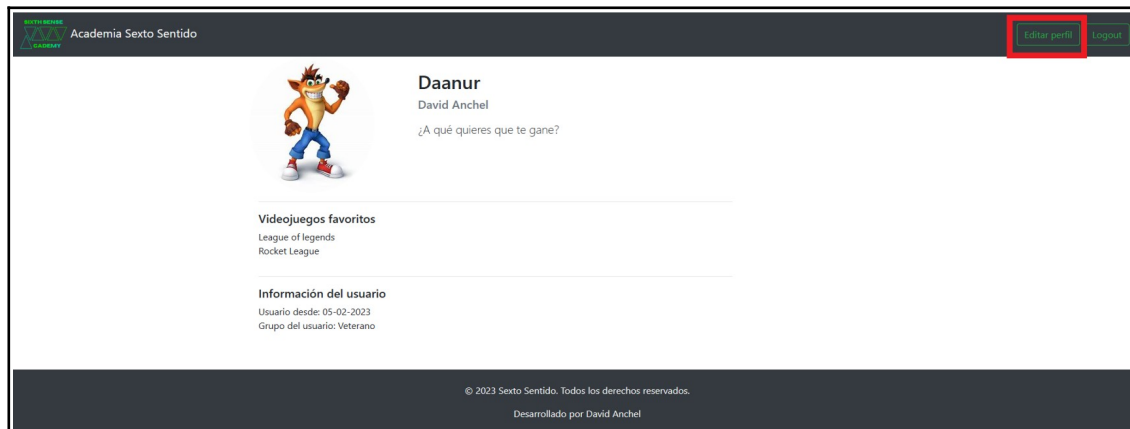 SIXTH SENSE
ACADEMY
Academia Sexto Sentido
Editar perfil
Logout
Daanur
David Anchel
¿A qué quieres que te gane?
Videojuegos favoritos
League of legends
Rocket League
Información del usuario
Usuario desde: 05-02-2023
Grupo del usuario: Veterano
© 2023 Sexto Sentido. Todos los derechos reservados.
Desarrollado por David Anchel